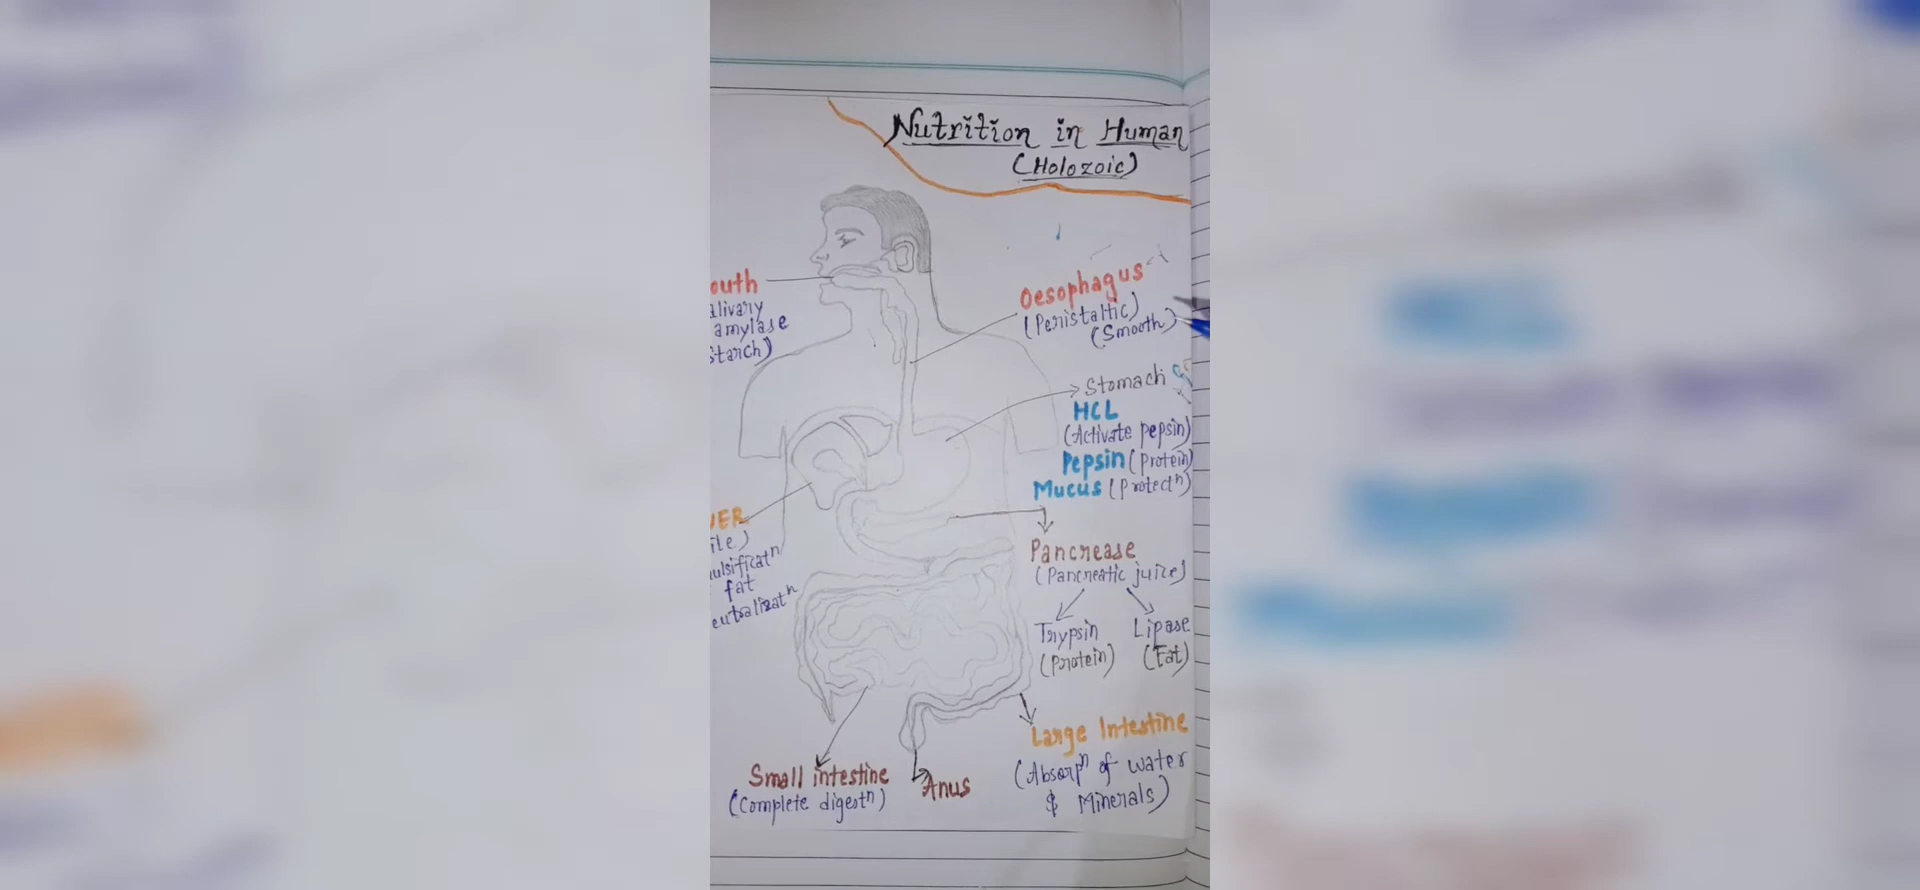 Nutrition in Human
(Holozoic)
outh
alivary
amylase
starch)
Oesophagus
(Peristaltic)
(Smooth)
Stomach
HCL
(Activate pepsin)
Pepsin (Protein)
Mucus (Protectⁿ)
VER
ile)
ulsificatⁿ
fat
eutralizatⁿ
Pancrease
(Pancreatic juice)
Trypsin
(Protein)
Lipase
(Fat)
Large Intestine
(Absorpⁿ of water
$ Minerals)
Small intestine
(Complete digestⁿ)
Anus